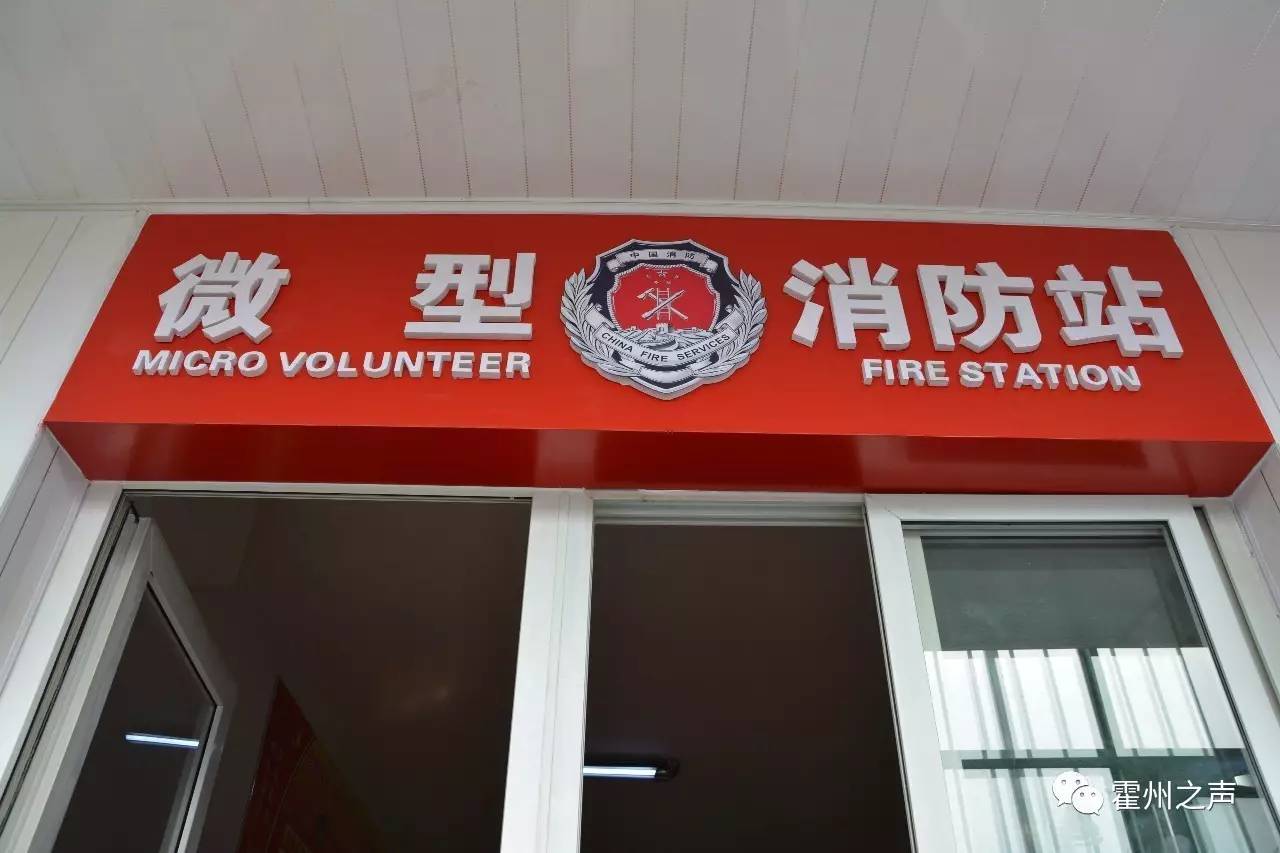 微型 消防站
MICRO VOLUNTEER FIRE STATION
中国消防
CHINA FIRE SERVICES
霍州之声